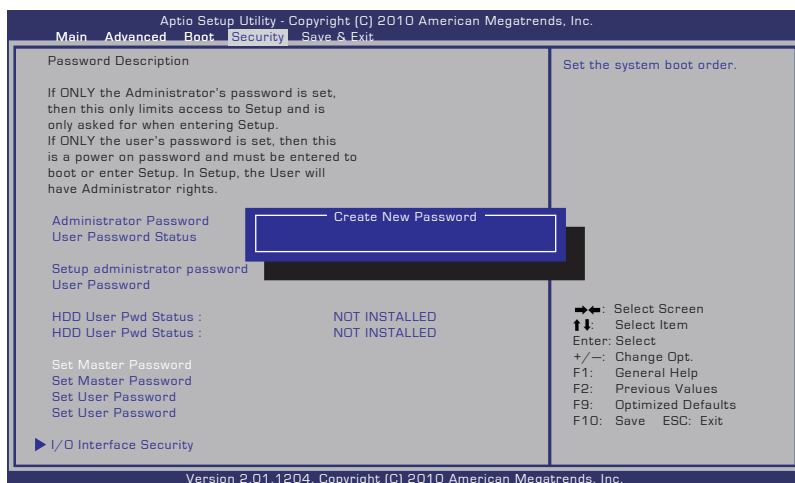 Aptio Setup Utility - Copyright (C) 2010 American Megatrends, Inc.
Main Advanced Boot Security Save & Exit
Password Description
If ONLY the Administrator's password is set,
then this only limits access to Setup and is
only asked for when entering Setup.
If ONLY the user's password is set, then this
is a power on password and must be entered to
boot or enter Setup. In Setup, the User will
have Administrator rights.
Administrator Password
User Password Status
Create New Password
Setup administrator password
User Password
HDD User Pwd Status : NOT INSTALLED
HDD User Pwd Status : NOT INSTALLED
Set Master Password
Set Master Password
Set User Password
Set User Password
I/O Interface Security
Set the system boot order.
→←: Select Screen
↑↓: Select Item
Enter: Select
+/—: Change Opt.
F1: General Help
F2: Previous Values
F9: Optimized Defaults
F10: Save ESC: Exit
Version 2.01.1204. Copyright (C) 2010 American Megatrends, Inc.